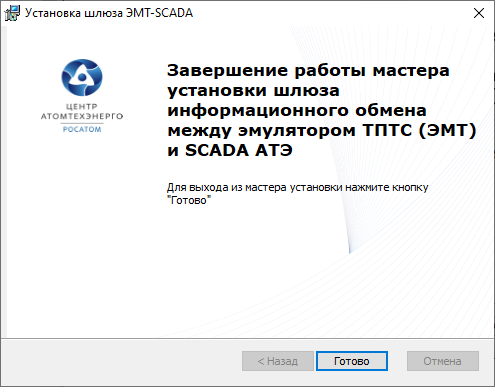 Установка шлюза ЭМТ-SCADA
ЦЕНТР
АТОМТЕХЭНЕРГО
РОСАТОМ
Завершение работы мастера
установки шлюза
информационного обмена
между эмулятором ТПТС (ЭМТ)
и SCADA АТЭ
Для выхода из мастера установки нажмите кнопку
"Готово"
< Назад
Готово
Отмена